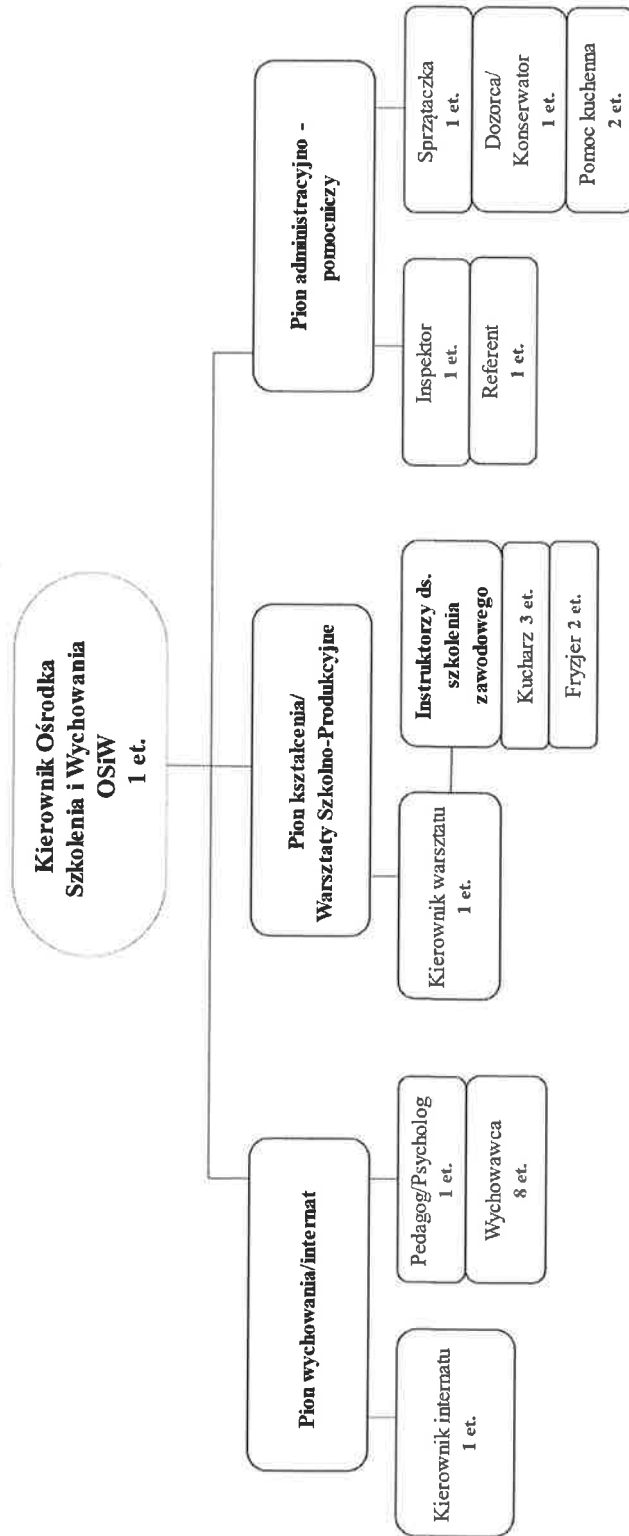 Kierownik Ośrodka
Szkolenia i Wychowania
OSiW
1 et.
Pion wychowania/internat
Kierownik internatu
1 et.
Pedagog/Psycholog
1 et.
Wychowawca
8 et.
Pion kształcenia/
Warsztaty Szkolno-Produkcyjne
Kierownik warsztatu
1 et.
Instruktorzy ds.
szkolenia
zawodowego
Kucharz 3 et.
Fryzjer 2 et.
Pion administracyjno -
pomocniczy
Inspektor
1 et.
Referent
1 et.
Sprzątaczka
1 et.
Dozorca/
Konserwator
1 et.
Pomoc kuchenna
2 et.